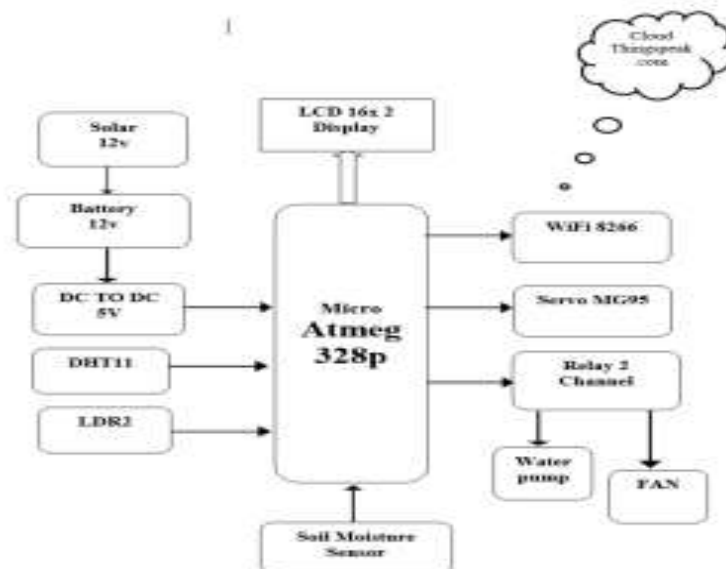 Cloud
Thingspeak
.com
LCD 16x 2
Display
Solar
12v
Battery
12v
WiFi 8266
DC TO DC
5V
Micro
Atmeg
328p
Servo MG95
DHT11
Relay 2
Channel
LDR2
Water
pump
FAN
Soil Moisture
Sensor